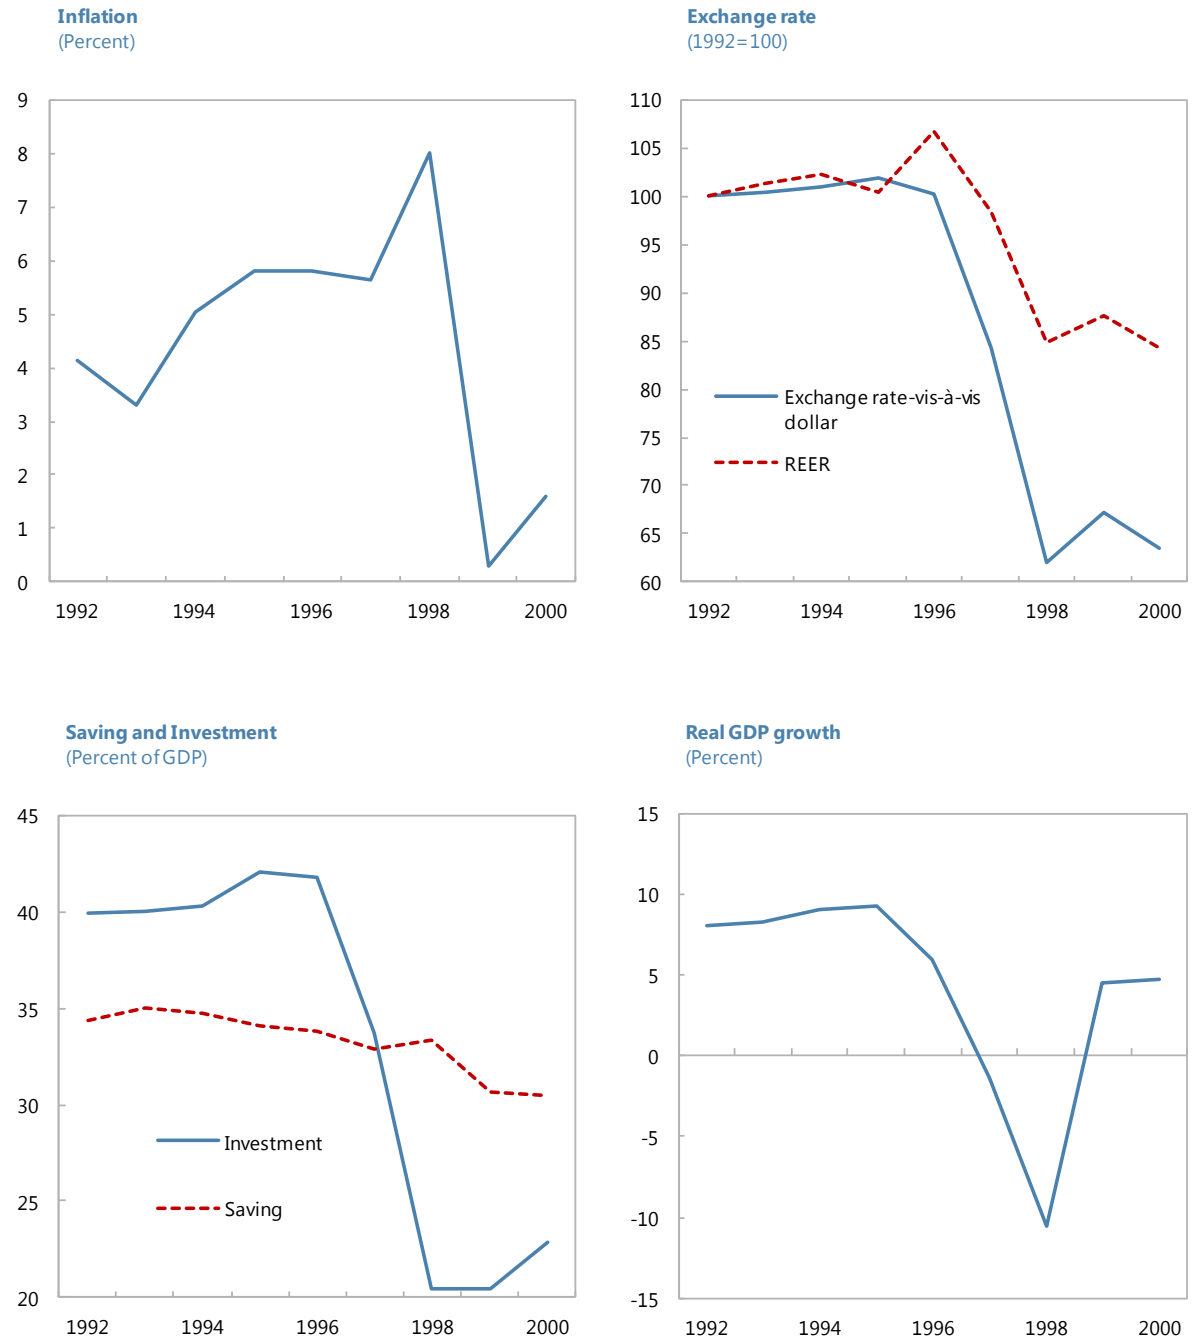 Inflation
(Percent)
9
8
7
6
5
4
3
2
1
0
1992 1994 1996 1998 2000
Exchange rate
(1992=100)
110
105
100
95
90
85
80
75
70
65
60
Exchange rate-vis-à-vis
dollar
REER
1992 1994 1996 1998 2000
Saving and Investment
(Percent of GDP)
45
40
35
30
25
20
Investment
Saving
1992 1994 1996 1998 2000
Real GDP growth
(Percent)
15
10
5
0
-5
-10
-15
1992 1994 1996 1998 2000